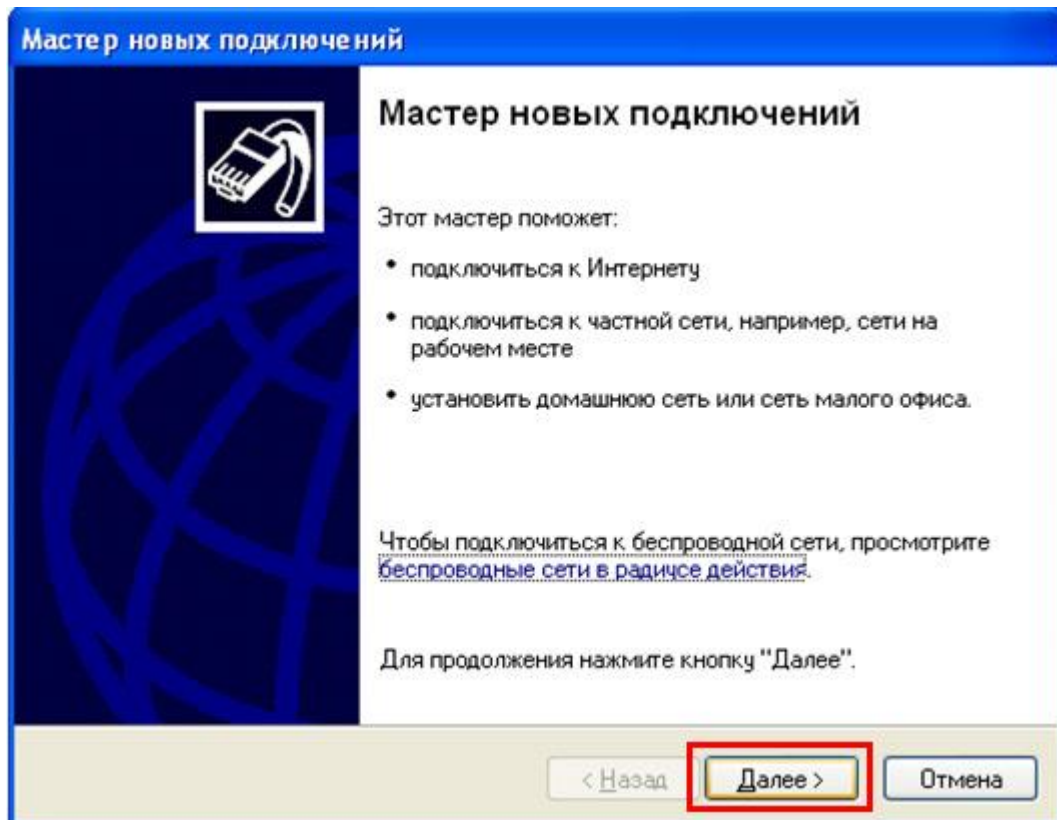 Мастер новых подключений
Мастер новых подключений
Этот мастер поможет:
• подключиться к Интернету
• подключиться к частной сети, например, сети на
рабочем месте
• установить домашнюю сеть или сеть малого офиса.
Чтобы подключиться к беспроводной сети, просмотрите
беспроводные сети в радиусе действия.
Для продолжения нажмите кнопку "Далее".
< Назад
Далее >
Отмена